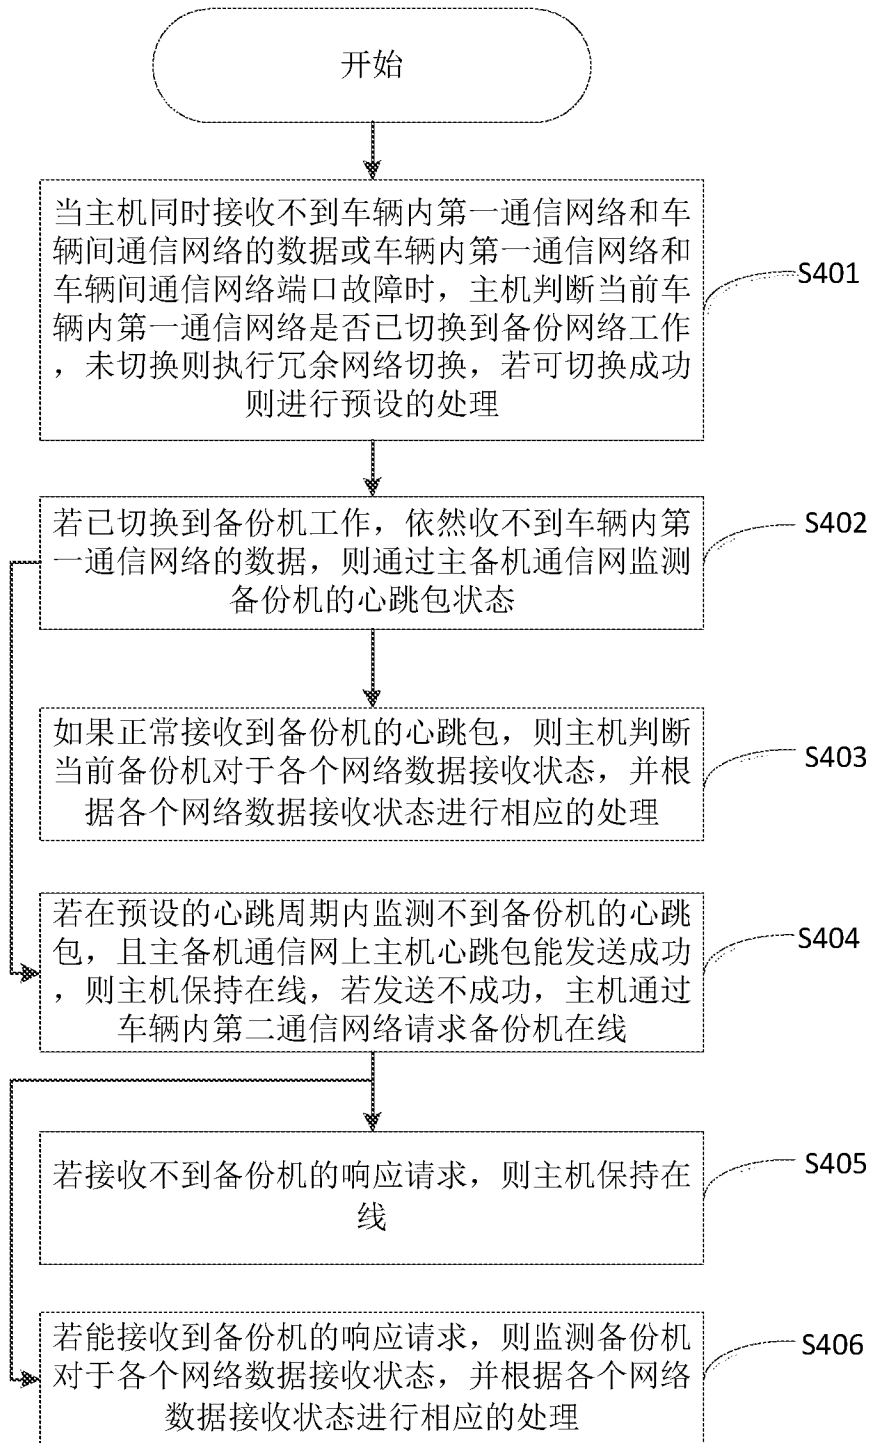 开始
当主机同时接收不到车辆内第一通信网络和车
辆间通信网络的数据或车辆内第一通信网络和
车辆间通信网络端口故障时，主机判断当前车
辆内第一通信网络是否已切换到备份网络工作
，未切换则执行冗余网络切换，若可切换成功
则进行预设的处理
S401
若已切换到备份机工作，依然收不到车辆内第
一通信网络的数据，则通过主备机通信网监测
备份机的心跳包状态
S402
如果正常接收到备份机的心跳包，则主机判断
当前备份机对于各个网络数据接收状态，并根
据各个网络数据接收状态进行相应的处理
S403
若在预设的心跳周期内监测不到备份机的心跳
包，且主备机通信网上主机心跳包能发送成功
，则主机保持在线，若发送不成功，主机通过
车辆内第二通信网络请求备份机在线
S404
若接收不到备份机的响应请求，则主机保持在
线
S405
若能接收到备份机的响应请求，则监测备份机
对于各个网络数据接收状态，并根据各个网络
数据接收状态进行相应的处理
S406